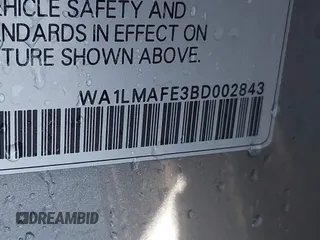 VEHICLE SAFETY AND
STANDARDS IN EFFECT ON
TURE SHOWN ABOVE.
WA1LMAFE3BD002843
DREAMBID